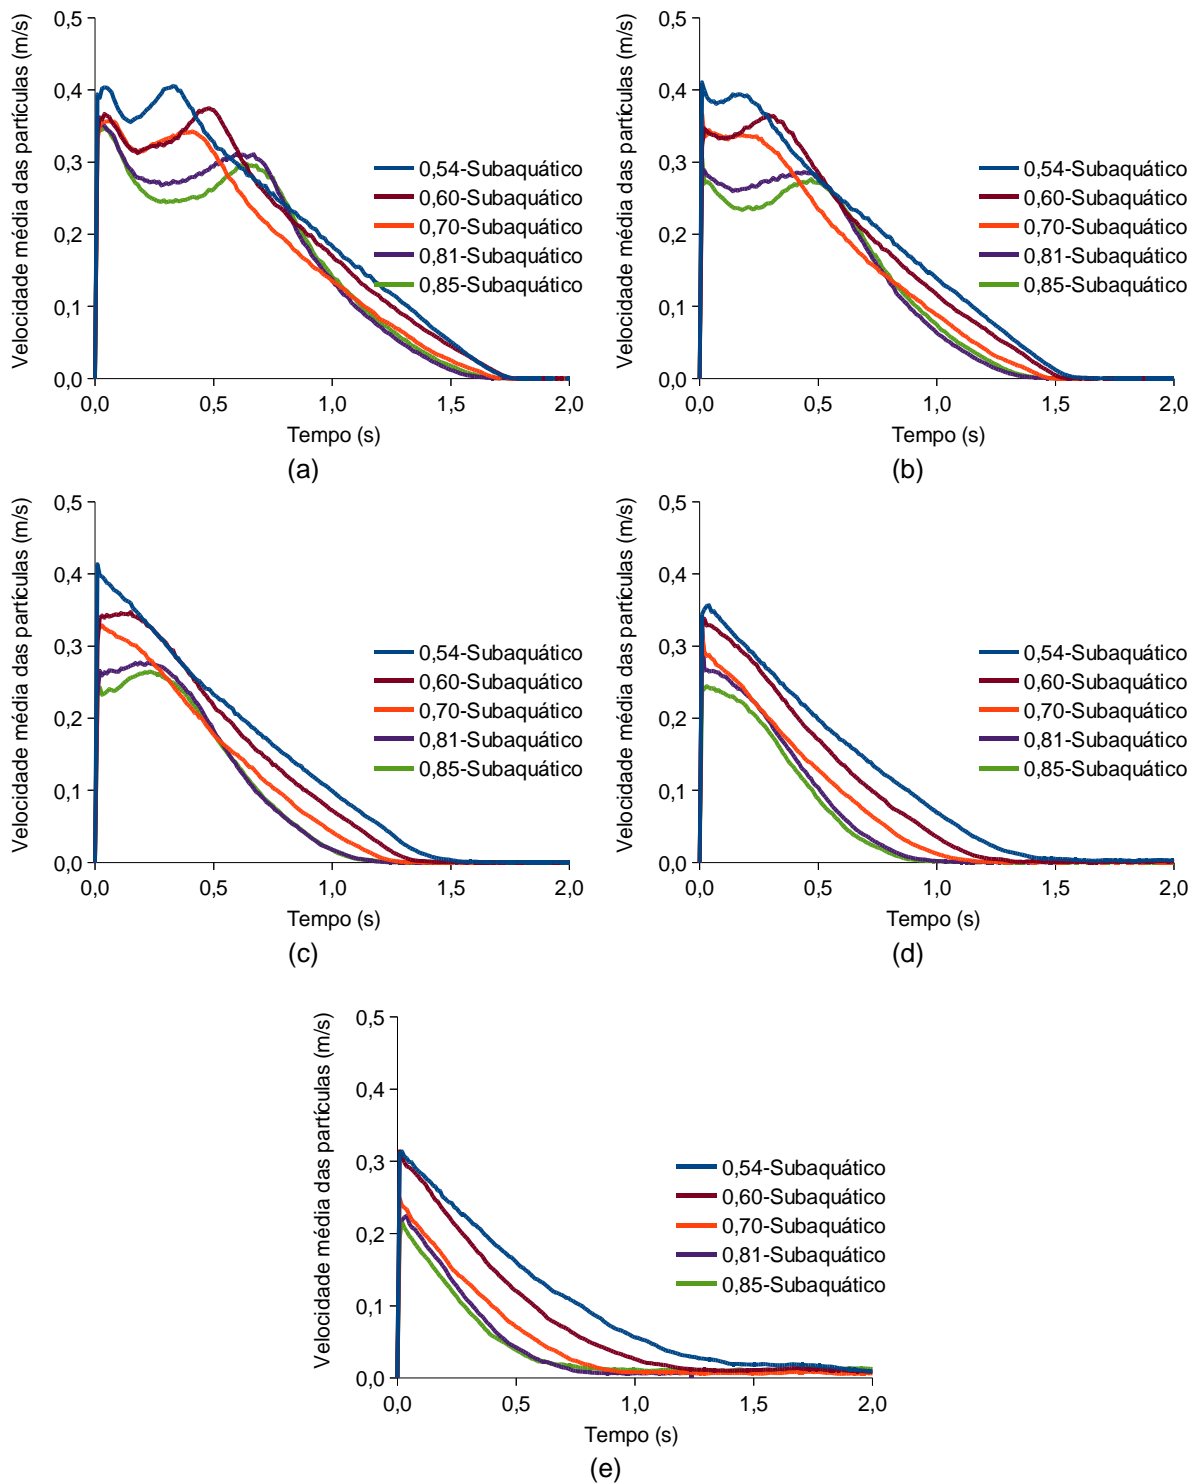 Velocidade média das partículas (m/s)
0,5
0,4
0,3
0,2
0,1
0,0
0,0 0,5 1,0 1,5 2,0
Tempo (s)
0,54-Subaquático
0,60-Subaquático
0,70-Subaquático
0,81-Subaquático
0,85-Subaquático
(a)
Velocidade média das partículas (m/s)
0,5
0,4
0,3
0,2
0,1
0,0
0,0 0,5 1,0 1,5 2,0
Tempo (s)
0,54-Subaquático
0,60-Subaquático
0,70-Subaquático
0,81-Subaquático
0,85-Subaquático
(b)
Velocidade média das partículas (m/s)
0,5
0,4
0,3
0,2
0,1
0,0
0,0 0,5 1,0 1,5 2,0
Tempo (s)
0,54-Subaquático
0,60-Subaquático
0,70-Subaquático
0,81-Subaquático
0,85-Subaquático
(c)
Velocidade média das partículas (m/s)
0,5
0,4
0,3
0,2
0,1
0,0
0,0 0,5 1,0 1,5 2,0
Tempo (s)
0,54-Subaquático
0,60-Subaquático
0,70-Subaquático
0,81-Subaquático
0,85-Subaquático
(d)
Velocidade média das partículas (m/s)
0,5
0,4
0,3
0,2
0,1
0,0
0,0 0,5 1,0 1,5 2,0
Tempo (s)
0,54-Subaquático
0,60-Subaquático
0,70-Subaquático
0,81-Subaquático
0,85-Subaquático
(e)